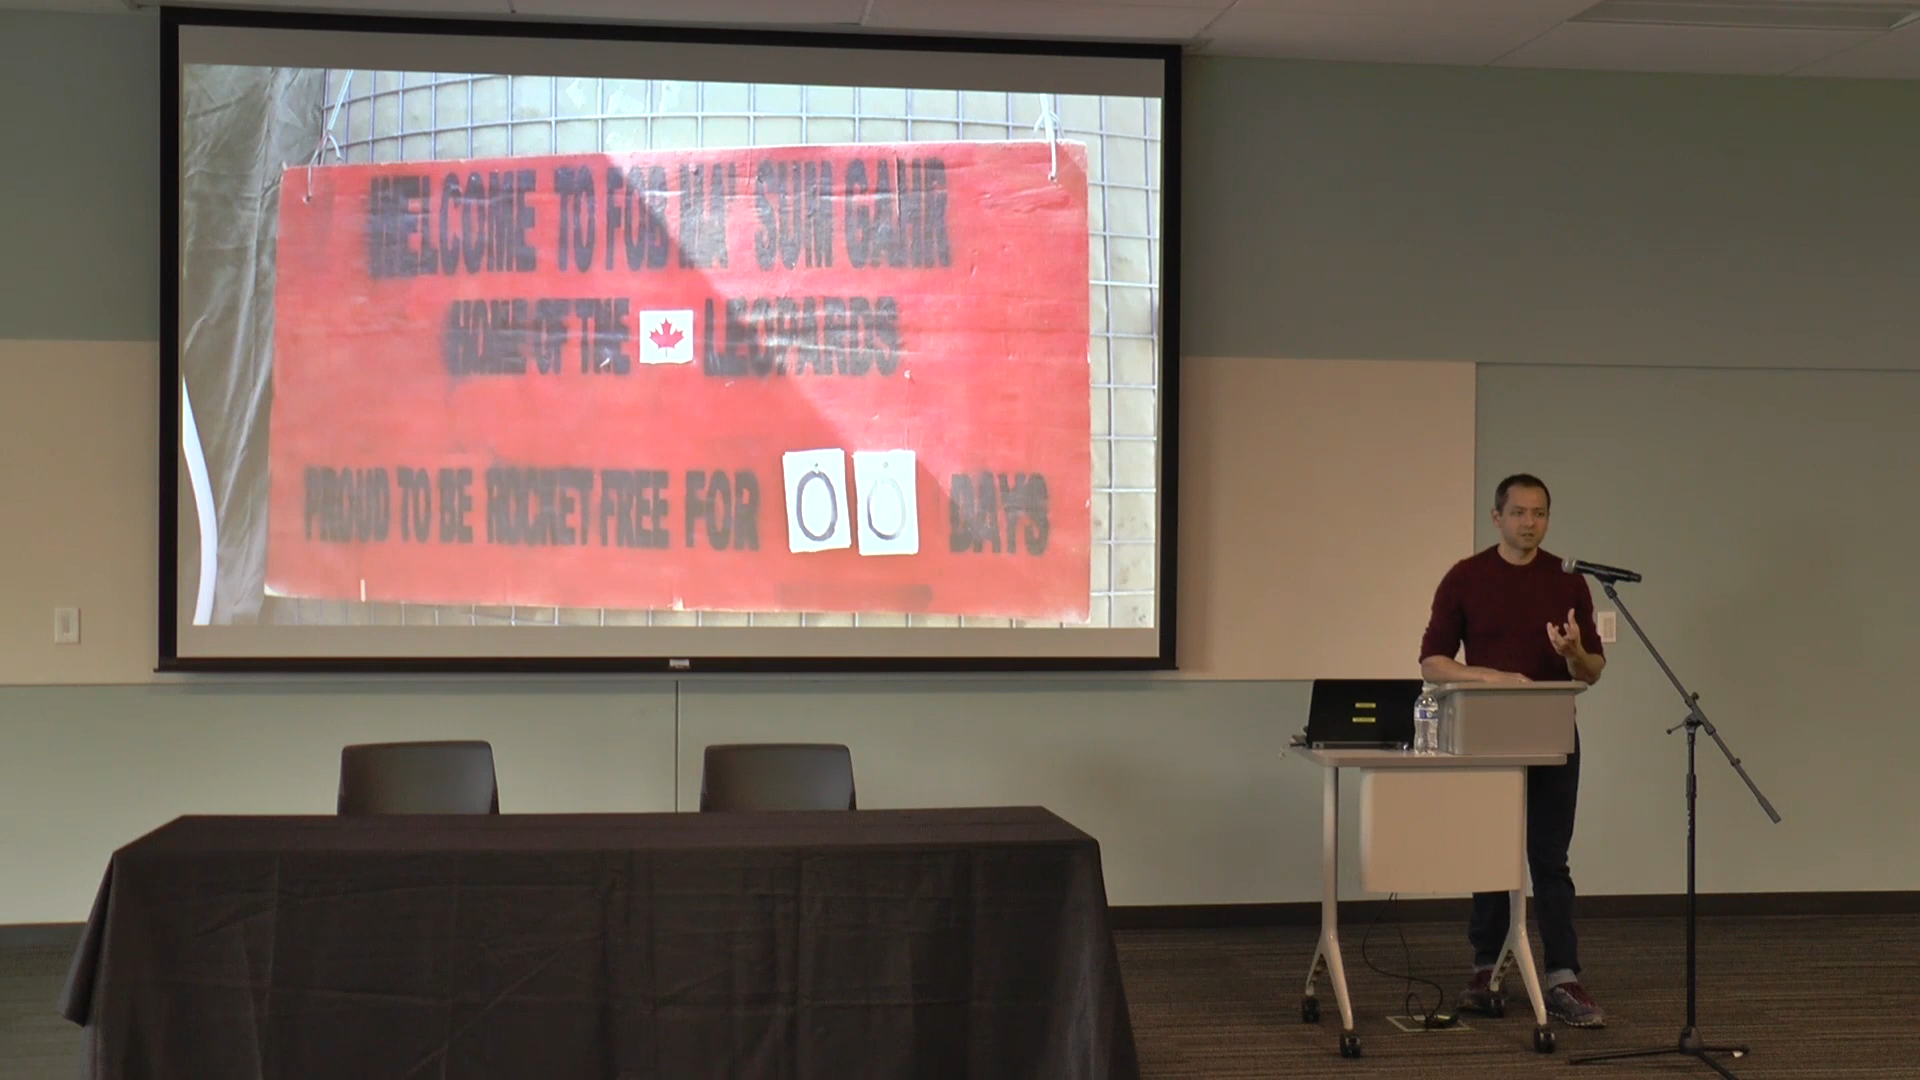 WELCOME TO FOB MA' SUM GAHR
HOME OF THE LEOPARDS
PROUD TO BE ROCKET FREE FOR 00 DAYS